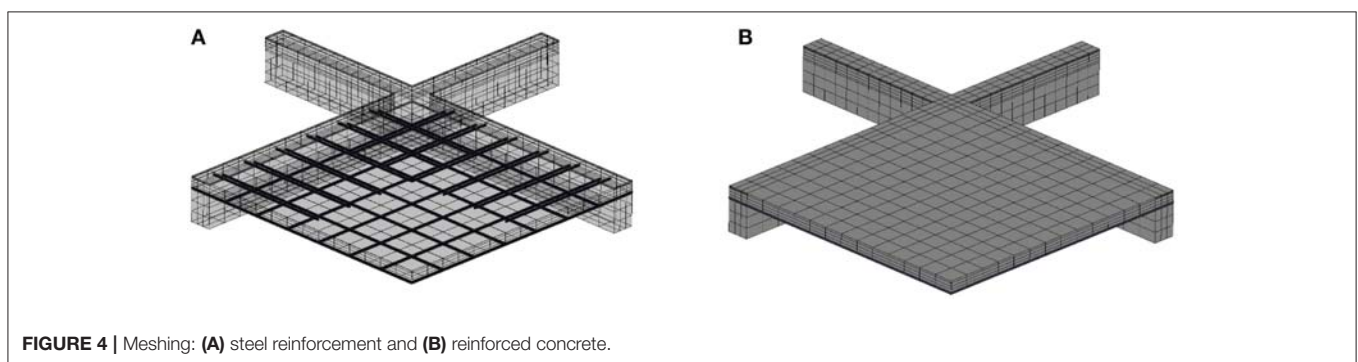 A
B
FIGURE 4 | Meshing: (A) steel reinforcement and (B) reinforced concrete.